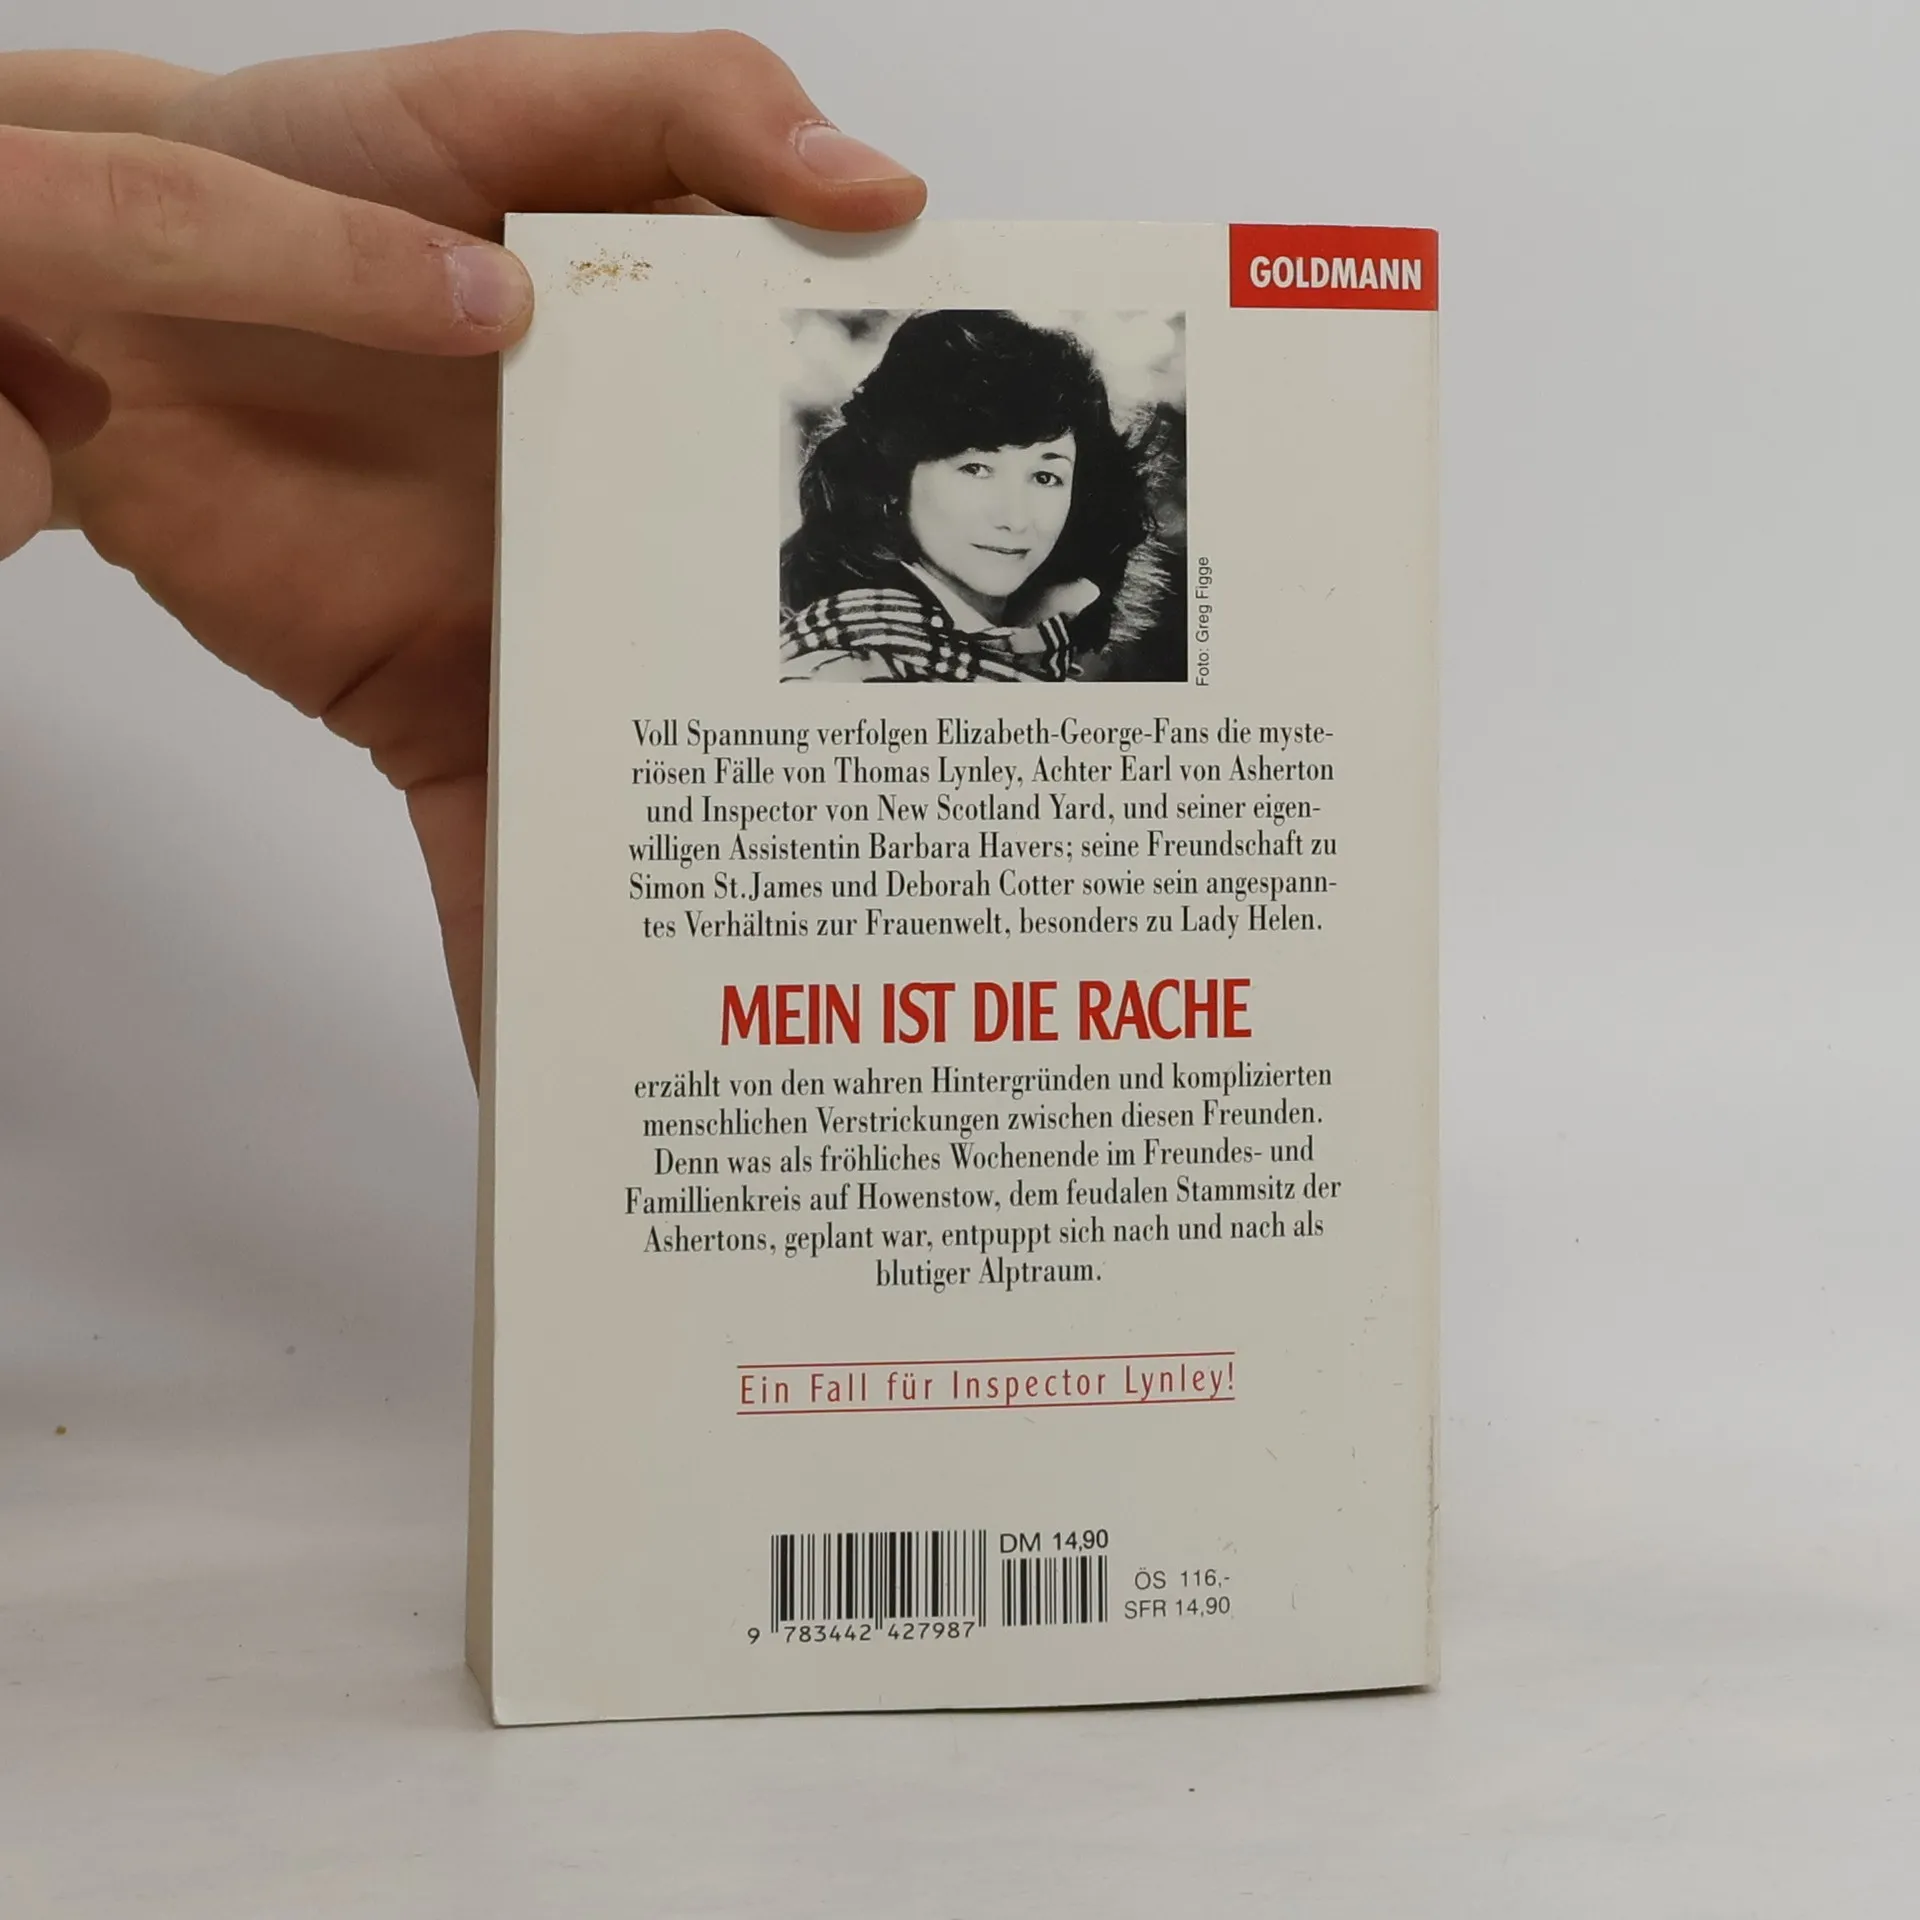 GOLDMANN
Foto: Greg Figge
Voll Spannung verfolgen Elizabeth-George-Fans die myste-
riösen Fälle von Thomas Lynley, Achter Earl von Asherton
und Inspector von New Scotland Yard, und seiner eigen-
willigen Assistentin Barbara Havers; seine Freundschaft zu
Simon St.James und Deborah Cotter sowie sein angespann-
tes Verhältnis zur Frauenwelt, besonders zu Lady Helen.
MEIN IST DIE RACHE
erzählt von den wahren Hintergründen und komplizierten
menschlichen Verstrickungen zwischen diesen Freunden.
Denn was als fröhliches Wochenende im Freundes- und
Famillienkreis auf Howenstow, dem feudalen Stammsitz der
Ashertons, geplant war, entpuppt sich nach und nach als
blutiger Alptraum.
Ein Fall für Inspector Lynley!
DM 14,90
ÖS 116,-
SFR 14,90
9 783442 427987